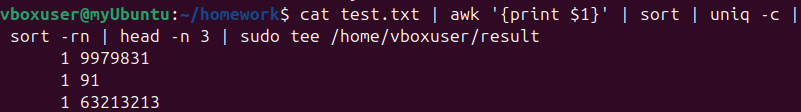 vboxuser@myUbuntu:~/homework$ cat test.txt | awk '{print $1}' | sort | uniq -c |
sort -rn | head -n 3 | sudo tee /home/vboxuser/result
1 9979831
1 91
1 63213213